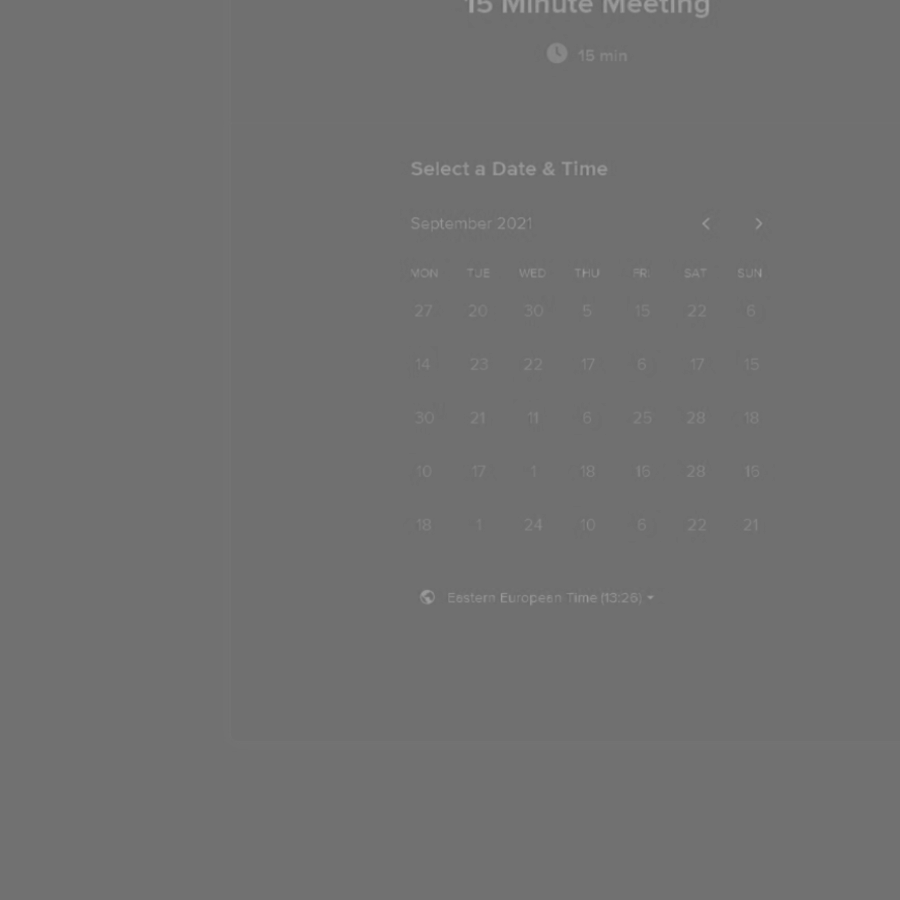 15 Minute Meeting
15 min
Select a Date & Time
September 2021
MON TUE WED THU FRI SAT SUN
27 20 30 5 15 22 6
14 23 22 17 6 17 15
30 21 11 6 25 28 18
10 17 1 18 16 28 16
18 1 24 10 6 22 21
Eastern European Time (13:26)